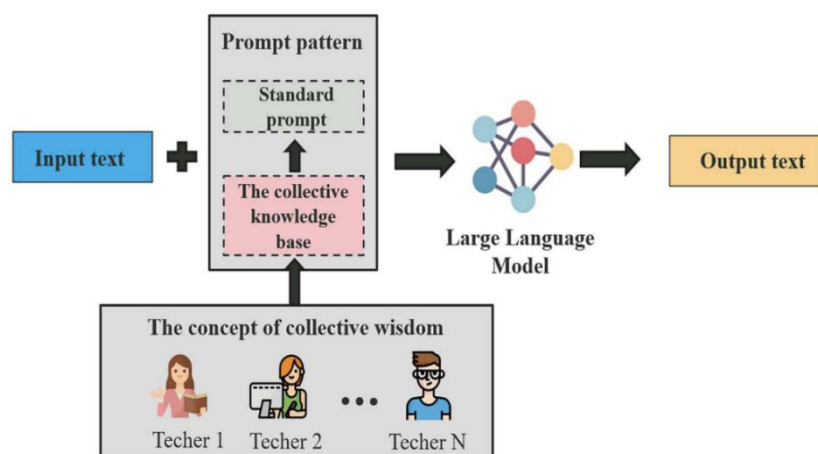 Prompt pattern
Standard
prompt
Input text
The collective
knowledge
base
Large Language
Model
Output text
The concept of collective wisdom
Techer 1
Techer 2
Techer N